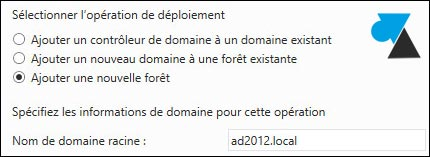 Sélectionner l'opération de déploiement
Ajouter un contrôleur de domaine à un domaine existant
Ajouter un nouveau domaine à une forêt existante
Ajouter une nouvelle forêt
Spécifiez les informations de domaine pour cette opération
Nom de domaine racine : ad2012.local